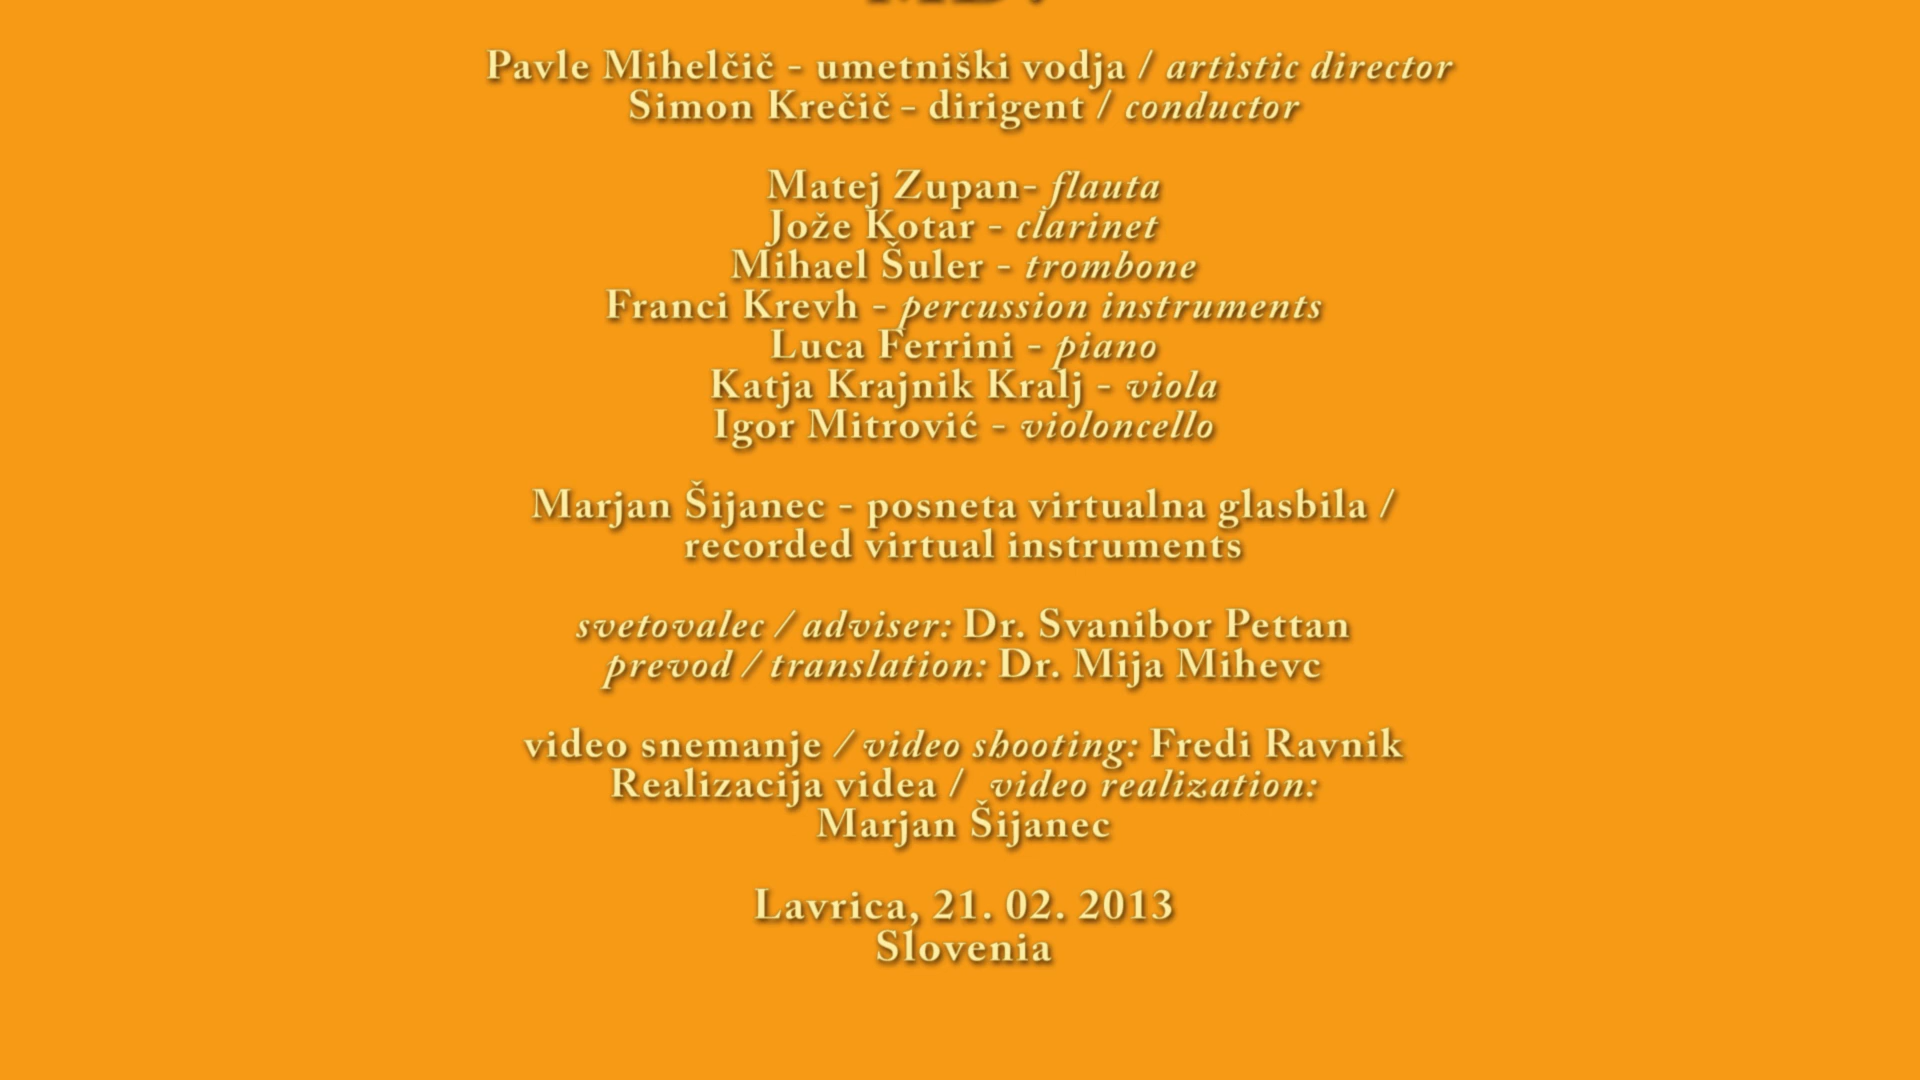 Pavle Mihelčič - umetniški vodja / artistic director
Simon Krečič - dirigent / conductor
Matej Zupan- flauta
Jože Kotar - clarinet
Mihael Šuler - trombone
Franci Krevh - percussion instruments
Luca Ferrini - piano
Katja Krajnik Kralj - viola
Igor Mitrović - violoncello
Marjan Šijanec - posneta virtualna glasbila /
recorded virtual instruments
svetovalec / adviser: Dr. Svanibor Pettan
prevod / translation: Dr. Mija Mihevc
video snemanje / video shooting: Fredi Ravnik
Realizacija videa / video realization:
Marjan Šijanec
Lavrica, 21. 02. 2013
Slovenia